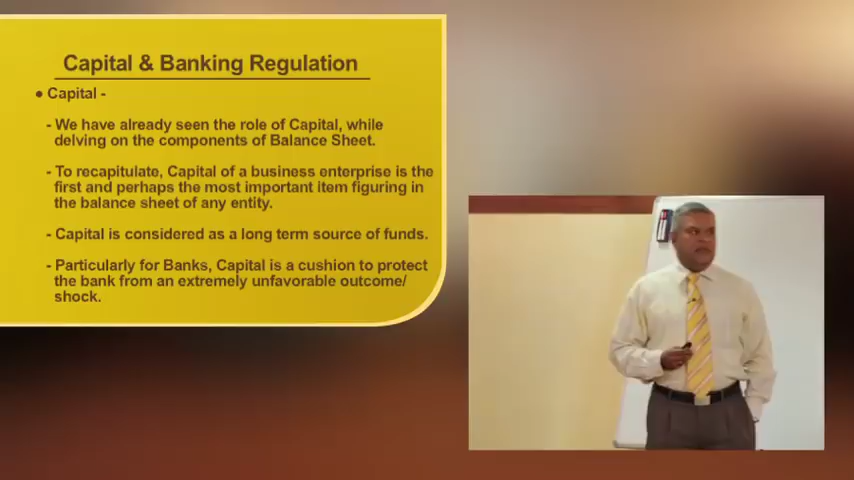 Capital & Banking Regulation
● Capital -
- We have already seen the role of Capital, while
delving on the components of Balance Sheet.
- To recapitulate, Capital of a business enterprise is the
first and perhaps the most important item figuring in
the balance sheet of any entity.
- Capital is considered as a long term source of funds.
- Particularly for Banks, Capital is a cushion to protect
the bank from an extremely unfavorable outcome/
shock.